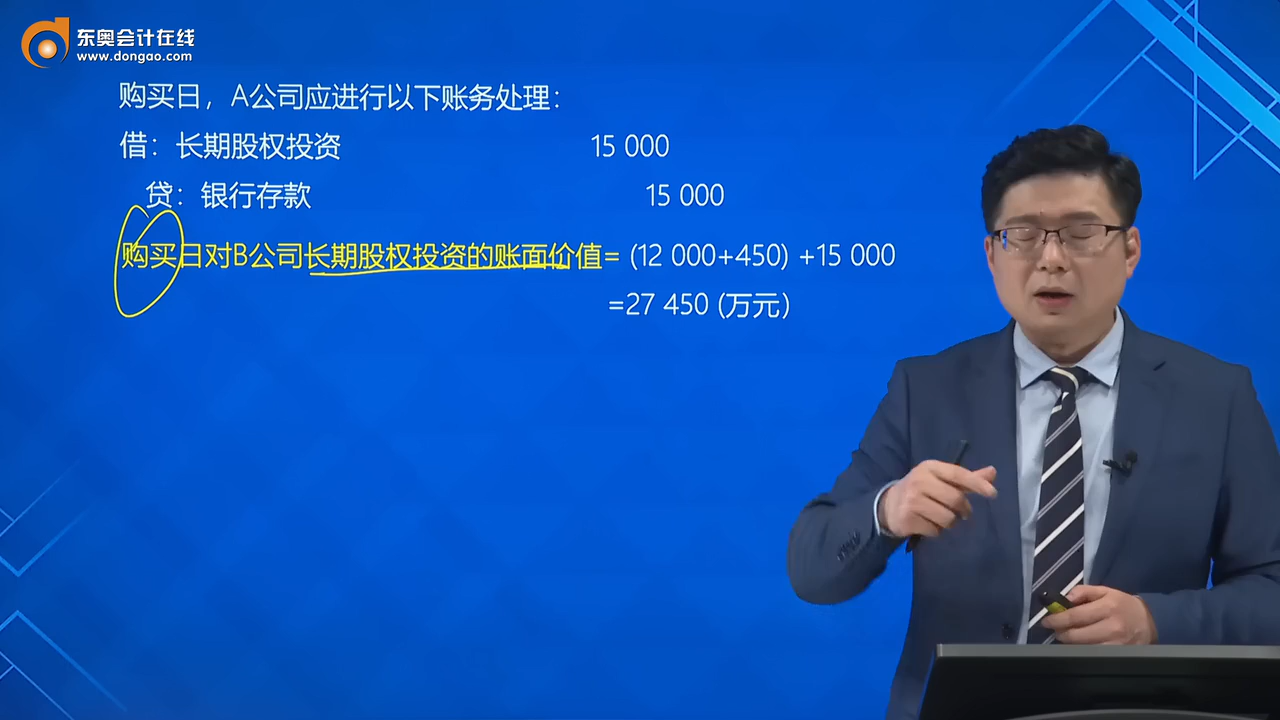 东奥会计在线
www.dongao.com
购买日，A公司应进行以下账务处理：
借：长期股权投资 15 000
贷：银行存款 15 000
购买日对B公司长期股权投资的账面价值=（12 000+450）+15 000
=27 450（万元）